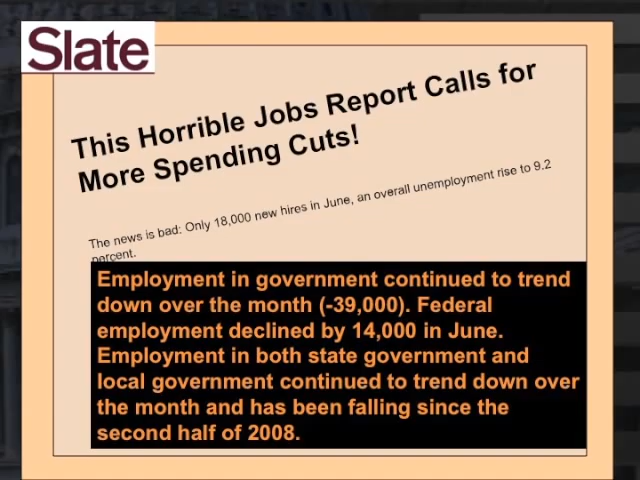 Slate
This Horrible Jobs Report Calls for
More Spending Cuts!
The news is bad: Only 18,000 new hires in June, an overall unemployment rise to 9.2
percent.
Employment in government continued to trend
down over the month (-39,000). Federal
employment declined by 14,000 in June.
Employment in both state government and
local government continued to trend down over
the month and has been falling since the
second half of 2008.